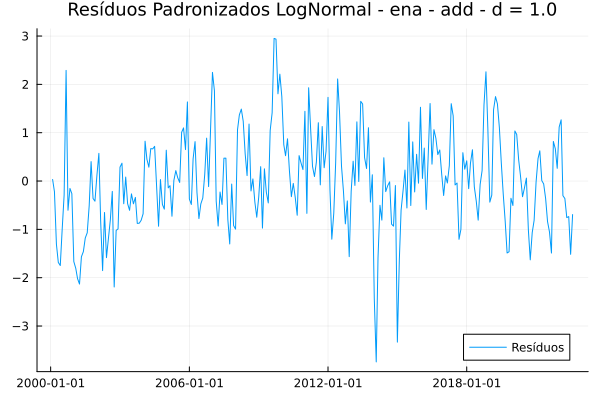 Resíduos Padronizados LogNormal - ena - add - d = 1.0
3
2
1
0
−1
−2
−3
2000-01-01 2006-01-01 2012-01-01 2018-01-01
Resíduos